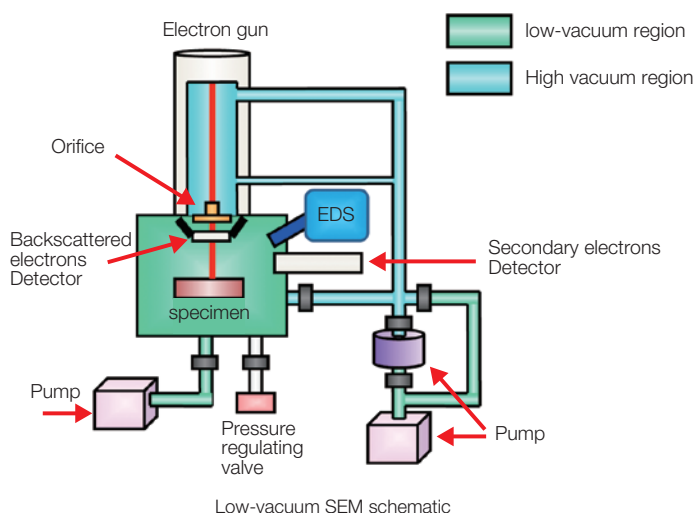 Electron gun
low-vacuum region
High vacuum region
Orifice
EDS
Backscattered
electrons
Detector
Secondary electrons
Detector
specimen
Pump
Pressure
regulating
valve
Pump
Low-vacuum SEM schematic